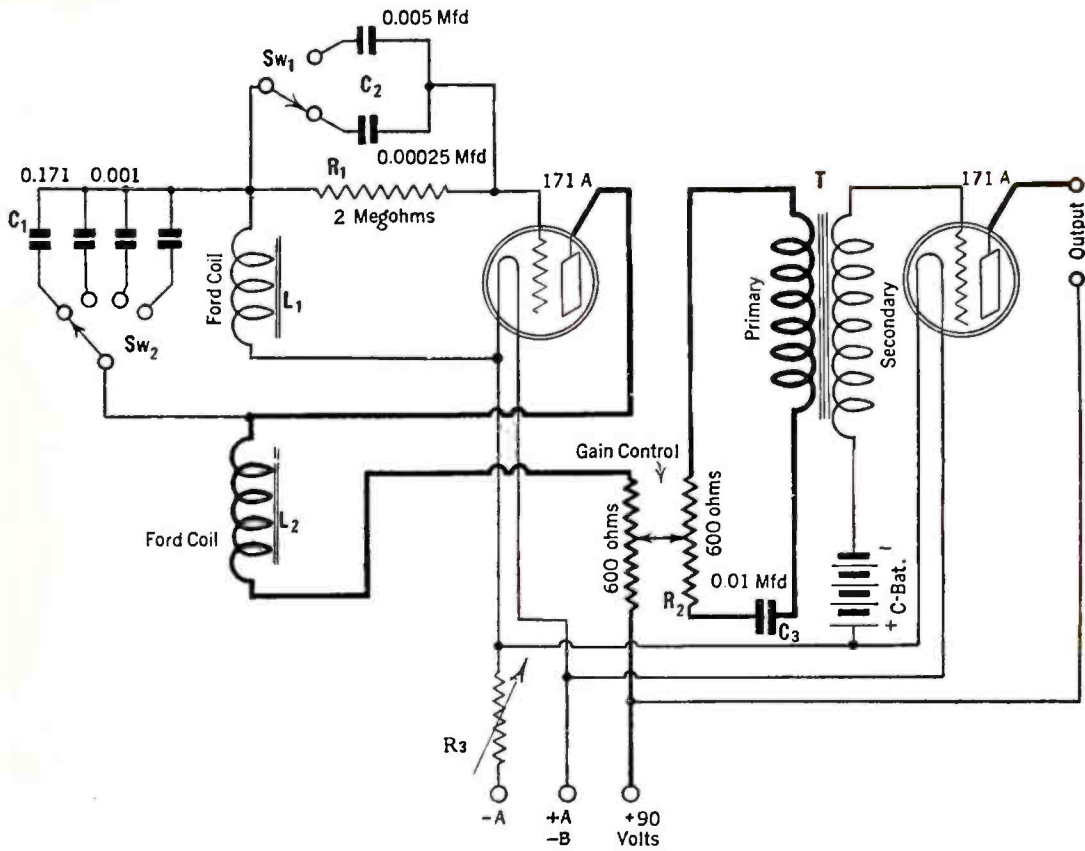 0.005 Mfd
Sw1
C2
0.00025 Mfd
0.171 0.001
C1
R1
2 Megohms
171 A
Ford Coil
L1
Sw2
T
171 A
Primary
Secondary
Output
Gain Control
Ford Coil
L2
600 ohms
600 ohms
R2
0.01 Mfd
C3
-
C-Bat.
+
R3
-A
+A
-B
+90
Volts